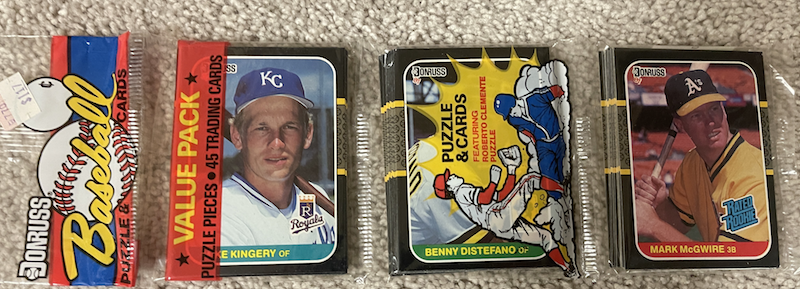 DONRUSS
Baseball
PUZZLE & CARDS
VALUE PACK
PUZZLE PIECES • 45 TRADING CARDS
DONRUSS
KC
Royals
KE KINGERY OF
DONRUSS
PUZZLE
& CARDS
FEATURING
ROBERTO CLEMENTE
PUZZLE
BENNY DISTEFANO OF
DONRUSS
A's
RATED
ROOKIE
MARK McGWIRE 3B